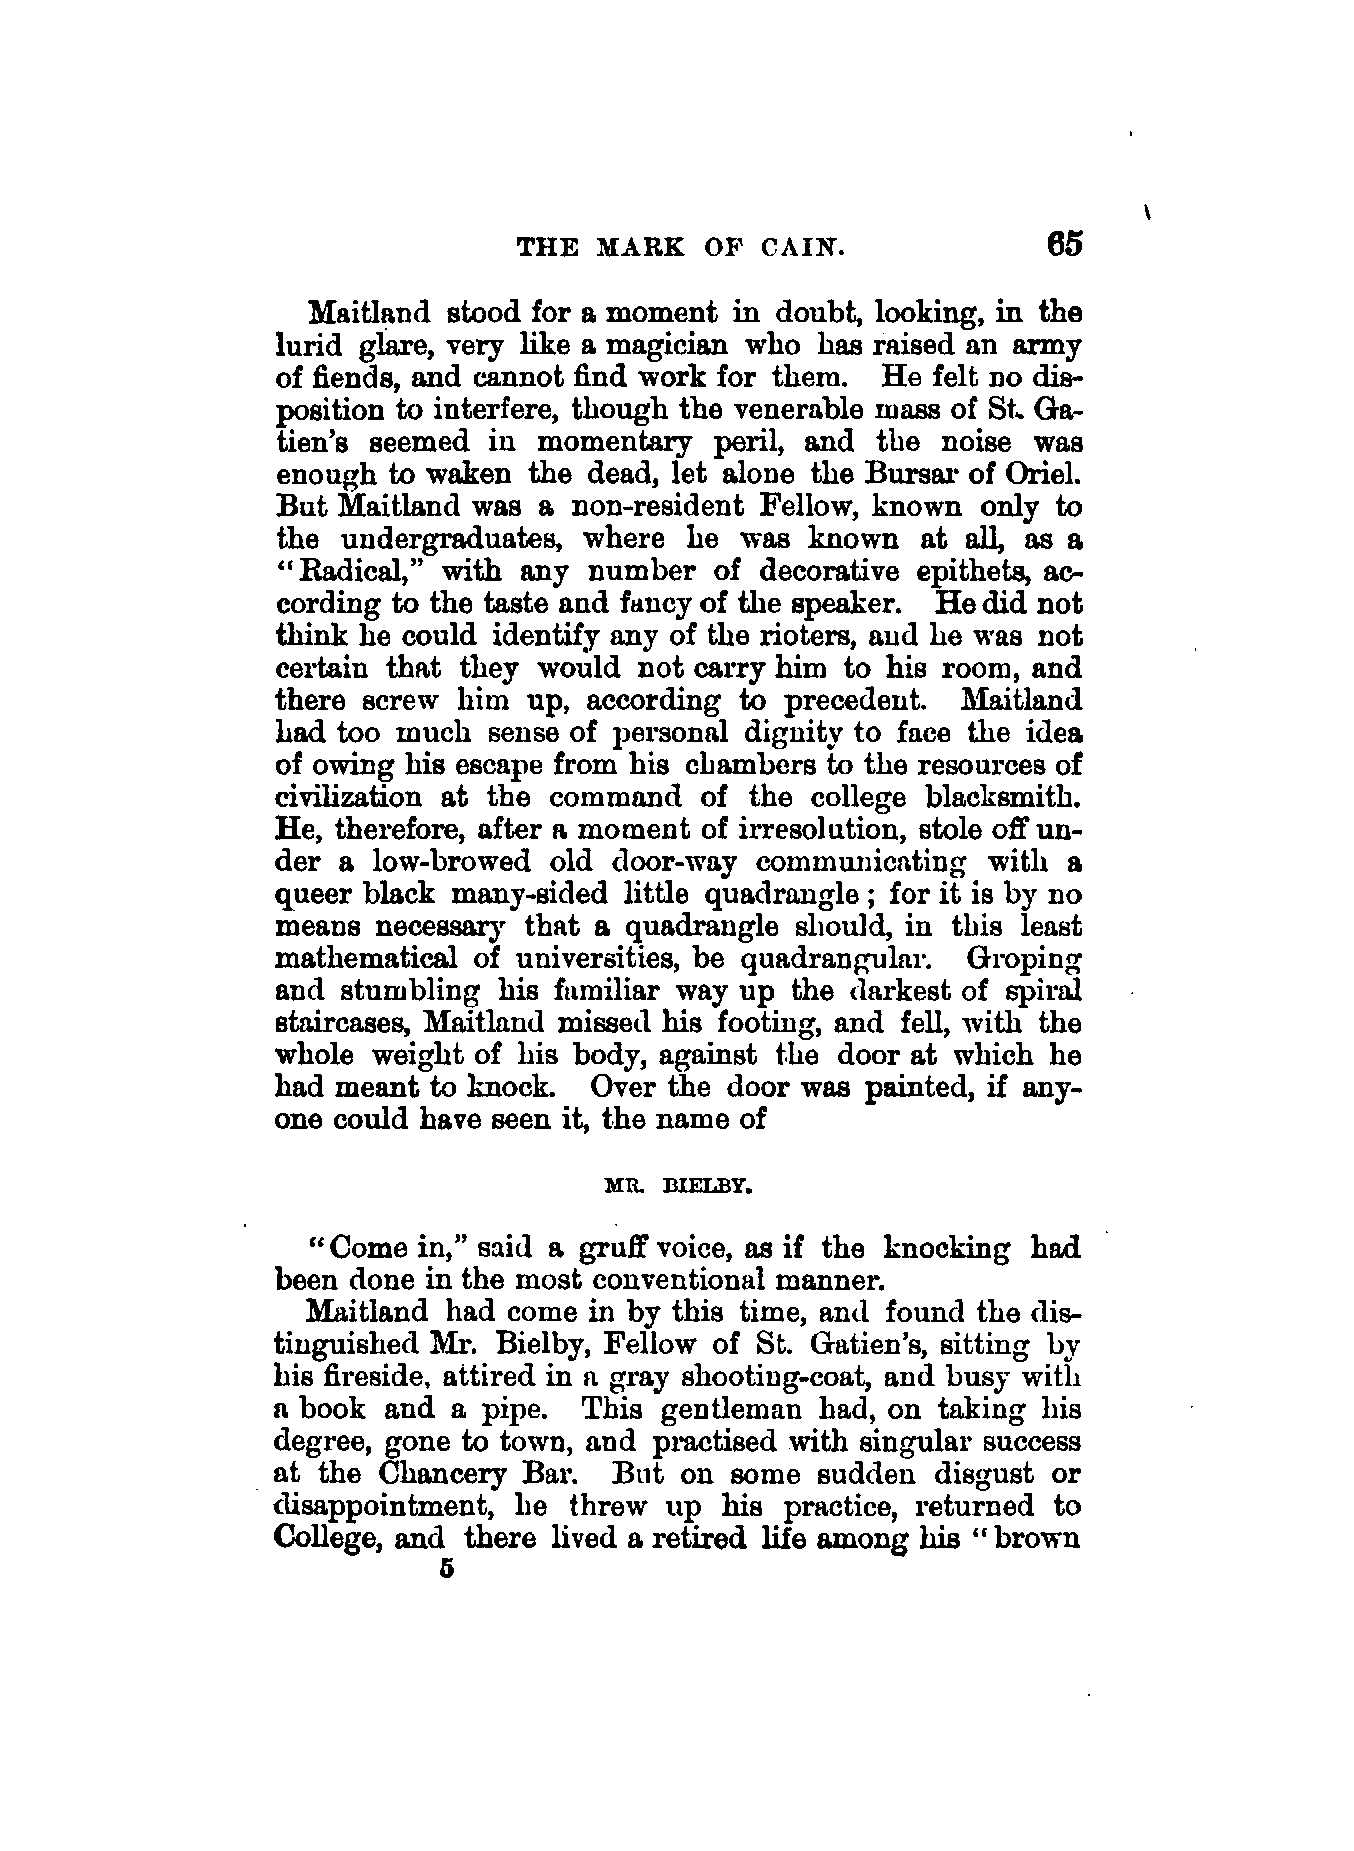 THE MARK OF CAIN. 65
Maitland stood for a moment in doubt, looking, in the
lurid glare, very like a magician who has raised an army
of fiends, and cannot find work for them. He felt no dis-
position to interfere, though the venerable mass of St. Ga-
tien's seemed in momentary peril, and the noise was
enough to waken the dead, let alone the Bursar of Oriel.
But Maitland was a non-resident Fellow, known only to
the undergraduates, where he was known at all, as a
"Radical," with any number of decorative epithets, ac-
cording to the taste and fancy of the speaker. He did not
think he could identify any of the rioters, and he was not
certain that they would not carry him to his room, and
there screw him up, according to precedent. Maitland
had too much sense of personal dignity to face the idea
of owing his escape from his chambers to the resources of
civilization at the command of the college blacksmith.
He, therefore, after a moment of irresolution, stole off un-
der a low-browed old door-way communicating with a
queer black many-sided little quadrangle; for it is by no
means necessary that a quadrangle should, in this least
mathematical of universities, be quadrangular. Groping
and stumbling his familiar way up the darkest of spiral
staircases, Maitland missed his footing, and fell, with the
whole weight of his body, against the door at which he
had meant to knock. Over the door was painted, if any-
one could have seen it, the name of
MR. BIELBY.
"Come in," said a gruff voice, as if the knocking had
been done in the most conventional manner.
Maitland had come in by this time, and found the dis-
tinguished Mr. Bielby, Fellow of St. Gatien's, sitting by
his fireside, attired in a gray shooting-coat, and busy with
a book and a pipe. This gentleman had, on taking his
degree, gone to town, and practised with singular success
at the Chancery Bar. But on some sudden disgust or
disappointment, he threw up his practice, returned to
College, and there lived a retired life among his "brown
5